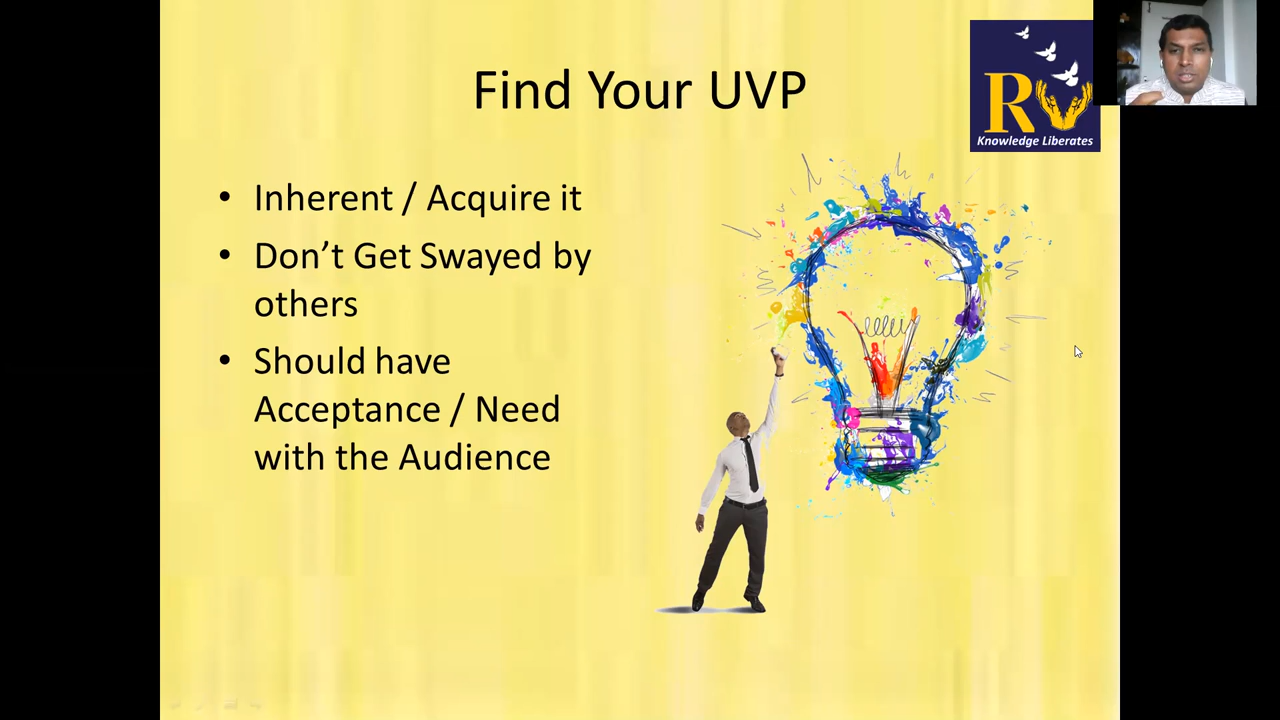 Find Your UVP
RV
Knowledge Liberates
• Inherent / Acquire it
• Don’t Get Swayed by
others
• Should have
Acceptance / Need
with the Audience